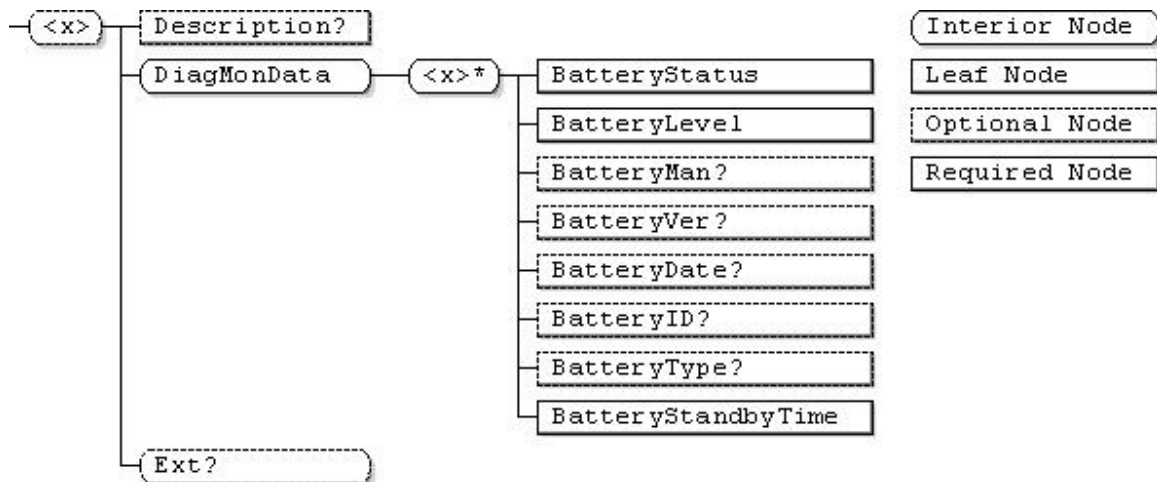 <x>
Description?
DiagMonData
<x>*
BatteryStatus
BatteryLevel
BatteryMan?
BatteryVer?
BatteryDate?
BatteryID?
BatteryType?
BatteryStandbyTime
Ext?
Interior Node
Leaf Node
Optional Node
Required Node